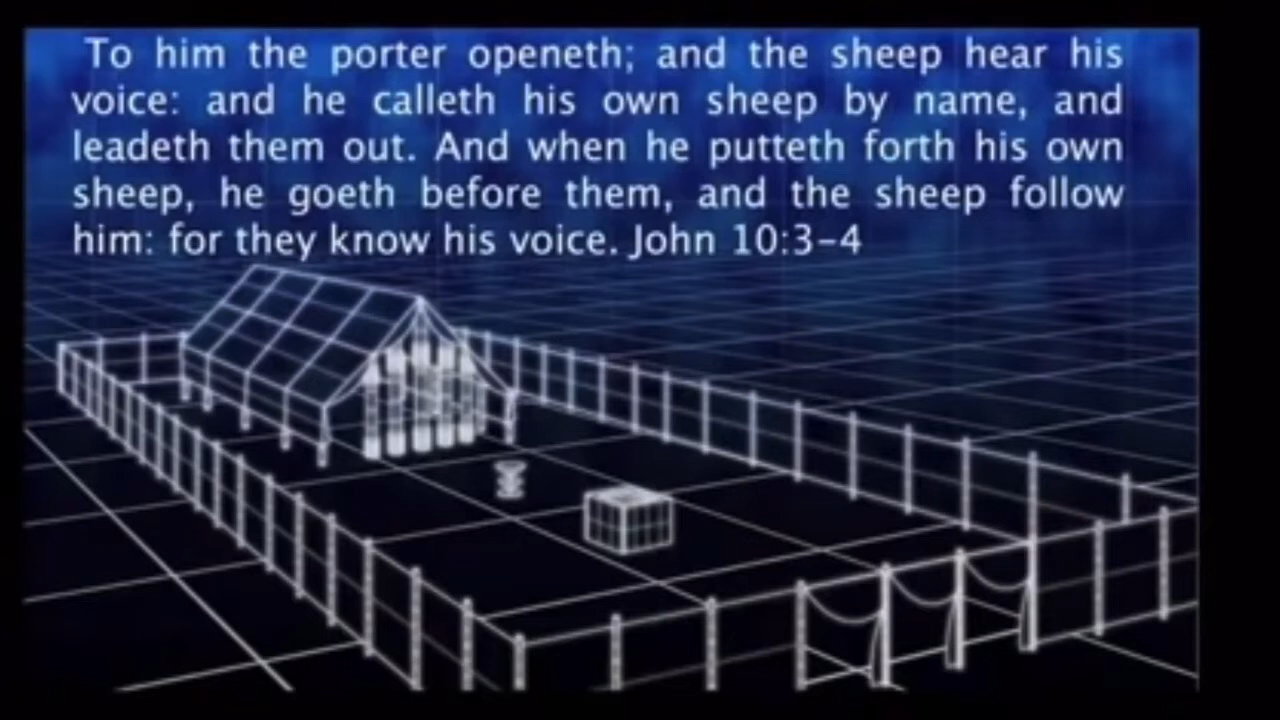 To him the porter openeth; and the sheep hear his
voice: and he calleth his own sheep by name, and
leadeth them out. And when he putteth forth his own
sheep, he goeth before them, and the sheep follow
him: for they know his voice. John 10:3-4